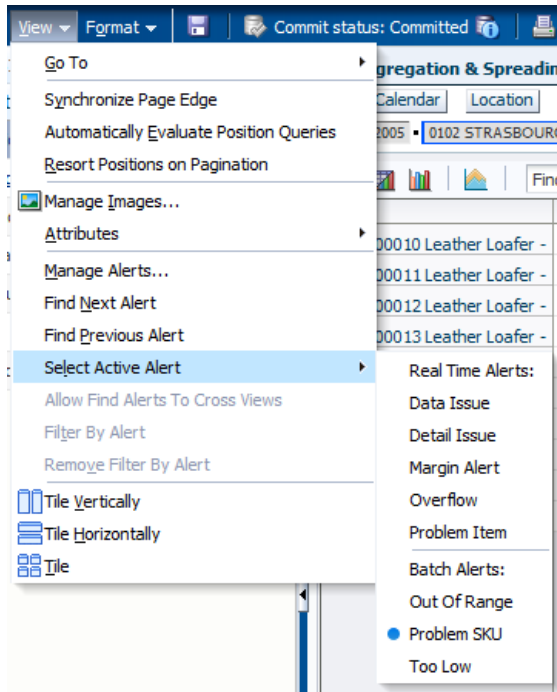 View Format Commit status: Committed
Go To
Synchronize Page Edge
Automatically Evaluate Position Queries
Resort Positions on Pagination
Manage Images...
Attributes
Manage Alerts...
Find Next Alert
Find Previous Alert
Select Active Alert
Allow Find Alerts To Cross Views
Filter By Alert
Remove Filter By Alert
Tile Vertically
Tile Horizontally
Tile
gregation & Spreadin
Calendar Location
2005 0102 STRASBOURG
Fin
00010 Leather Loafer -
00011 Leather Loafer -
00012 Leather Loafer -
00013 Leather Loafer -
Real Time Alerts:
Data Issue
Detail Issue
Margin Alert
Overflow
Problem Item
Batch Alerts:
Out Of Range
Problem SKU
Too Low